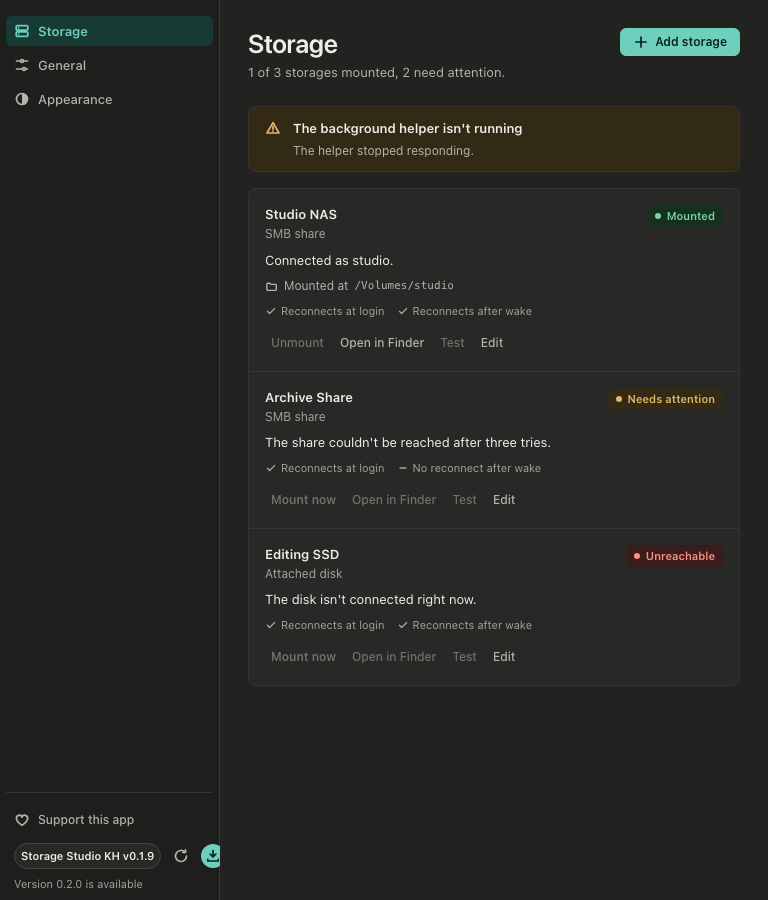 Storage
General
Appearance
Support this app
Storage Studio KH v0.1.9
Version 0.2.0 is available
Storage
Add storage
1 of 3 storages mounted, 2 need attention.
The background helper isn't running
The helper stopped responding.
Studio NAS
Mounted
SMB share
Connected as studio.
Mounted at /Volumes/studio
Reconnects at login Reconnects after wake
Unmount Open in Finder Test Edit
Archive Share
Needs attention
SMB share
The share couldn't be reached after three tries.
Reconnects at login No reconnect after wake
Mount now Open in Finder Test Edit
Editing SSD
Unreachable
Attached disk
The disk isn't connected right now.
Reconnects at login Reconnects after wake
Mount now Open in Finder Test Edit